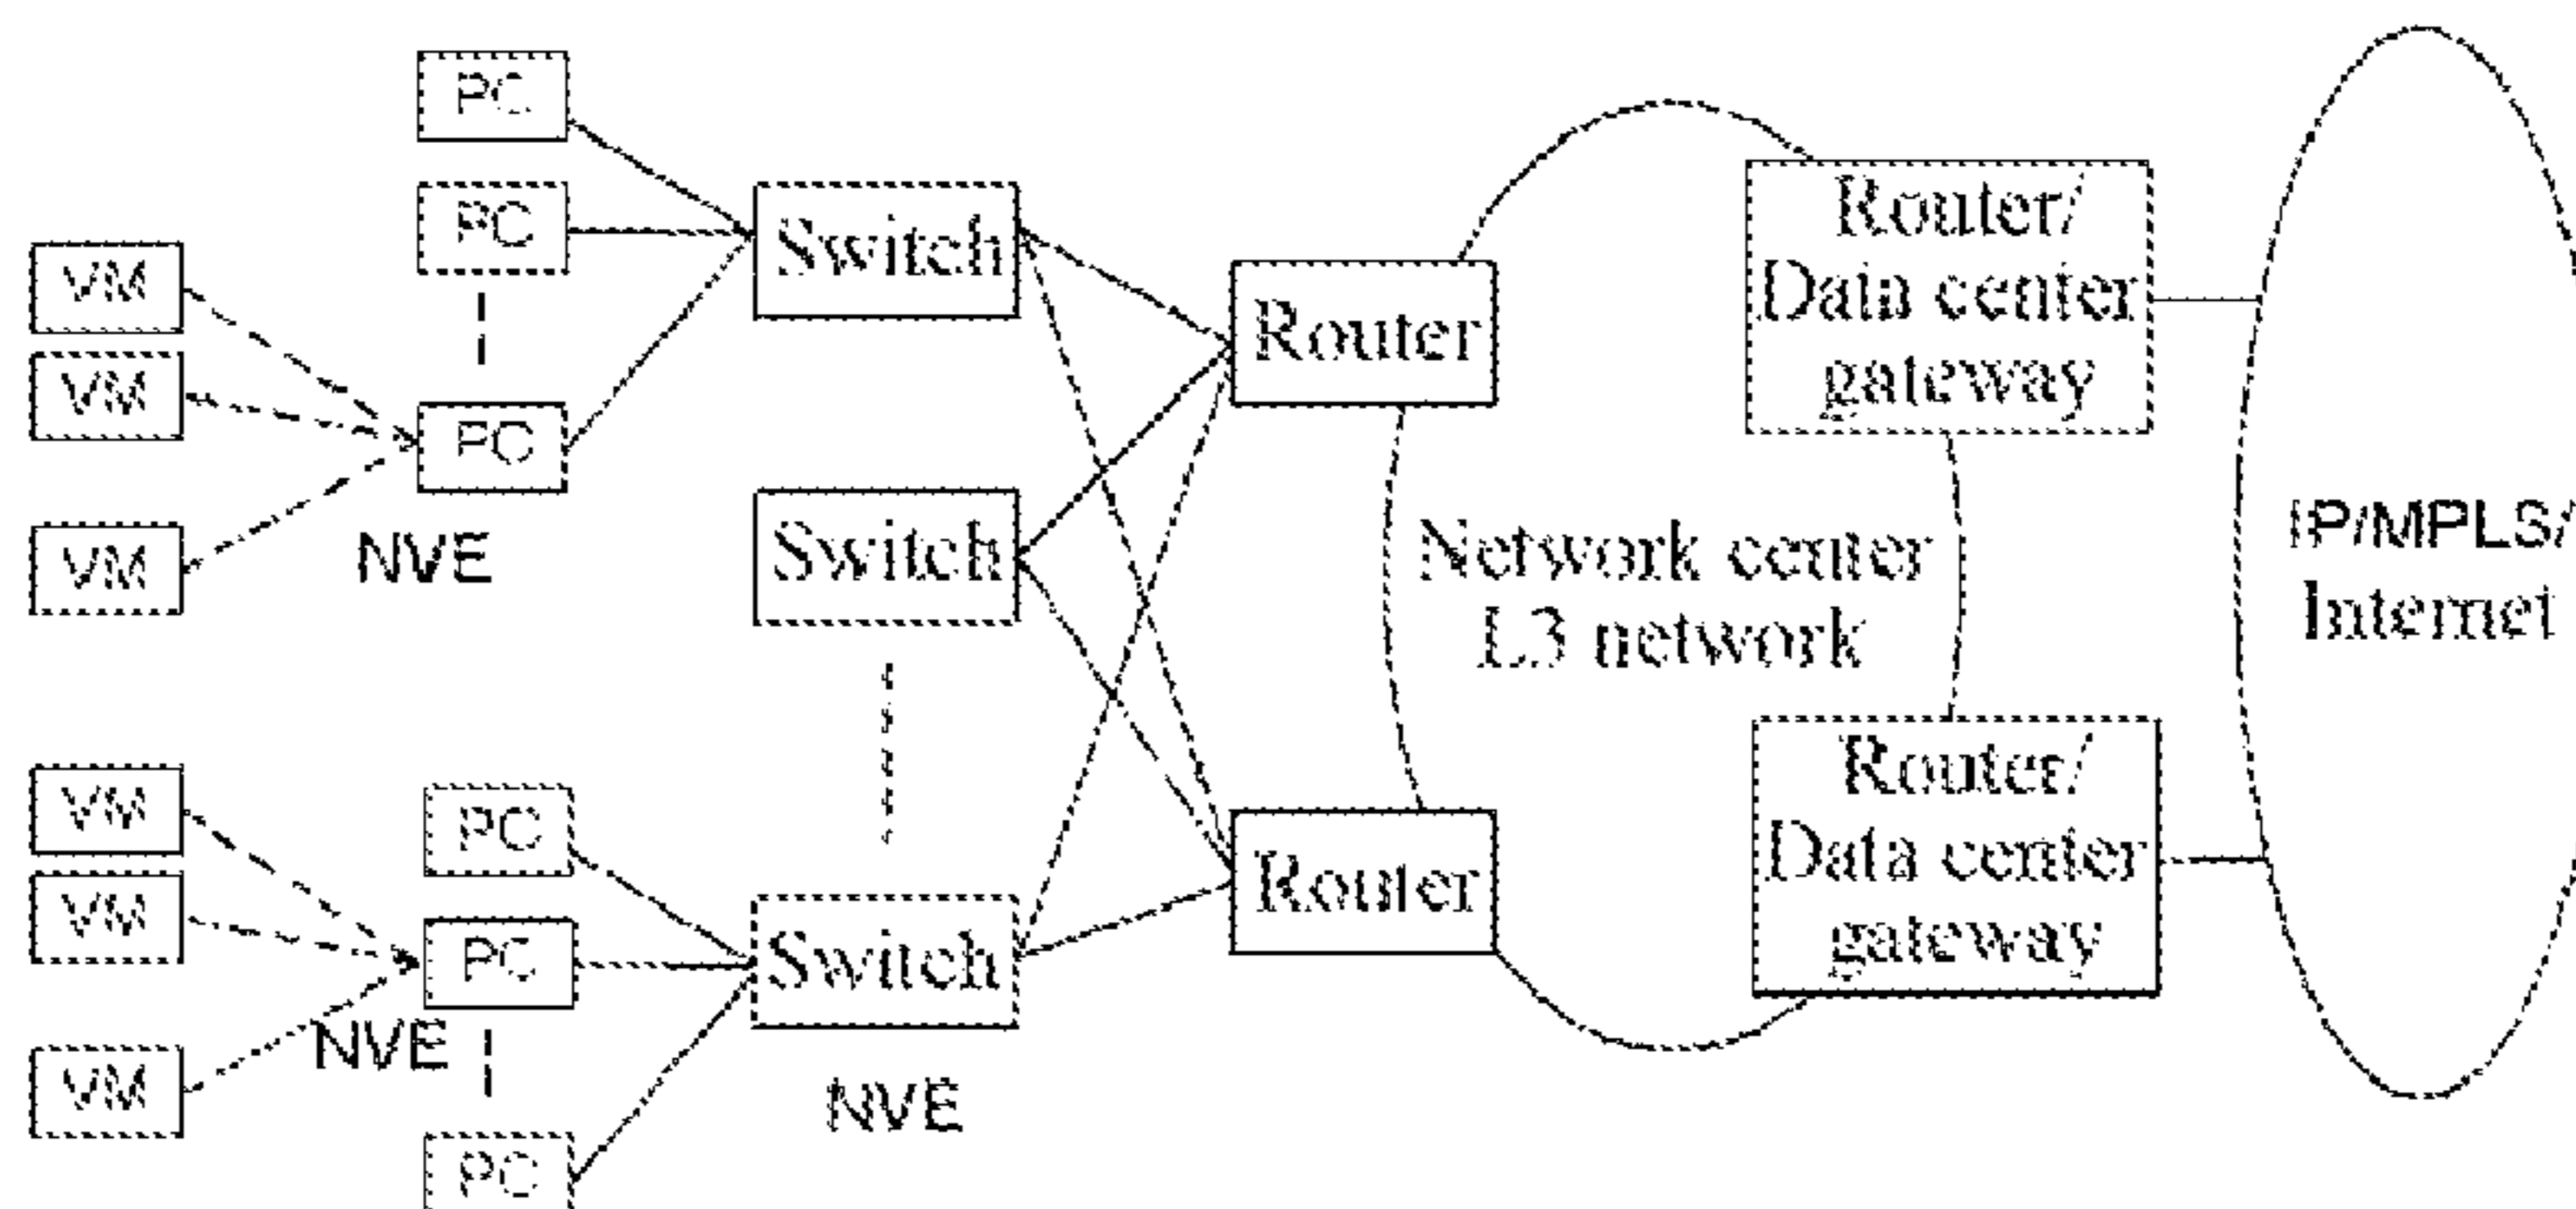 PC
PC
VM
VM
PC
VM
NVE
Switch
Switch
Router
Router/
Data center
gateway
Network center
L3 network
IP/MPLS/
Internet
VM
VM
VM
PC
PC
NVE
PC
Switch
NVE
Router
Router/
Data center
gateway